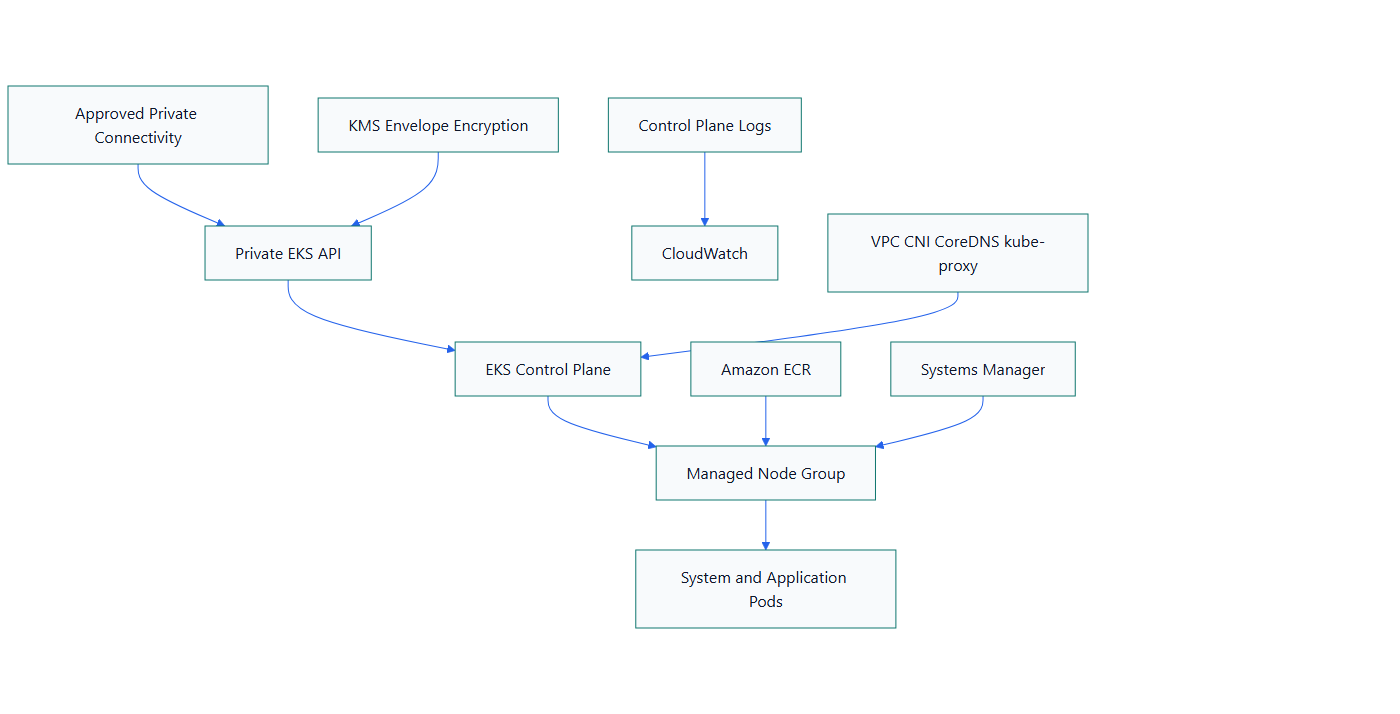 Approved Private
Connectivity
KMS Envelope Encryption
Control Plane Logs
Private EKS API
CloudWatch
VPC CNI CoreDNS kube-
proxy
EKS Control Plane
Amazon ECR
Systems Manager
Managed Node Group
System and Application
Pods